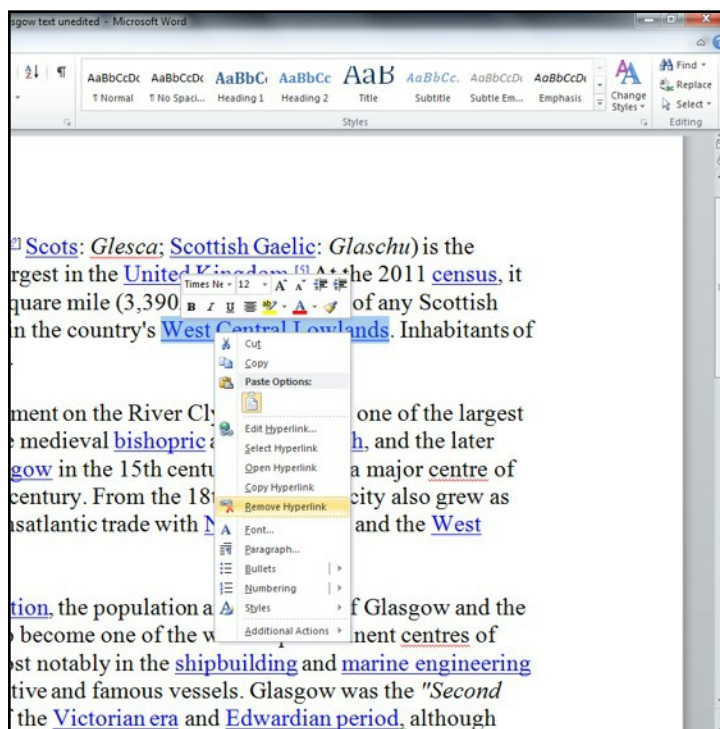 sgow text unedited - Microsoft Word
AaBbCcDc AaBbCcDc AaBbC AaBbCc AaB AaBbCc. AaBbCcDt AaBbCcDt
¶ Normal ¶ No Spaci... Heading 1 Heading 2 Title Subtitle Subtle Em... Emphasis
Change Styles
Find
Replace
Select
Styles
Editing
Scots: Glesca; Scottish Gaelic: Glaschu) is the
rgest in the United Kingdom.[5] At the 2011 census, it
quare mile (3,390 of any Scottish
in the country's West Central Lowlands. Inhabitants of
Times Ne 12 A A
B I U A
Cut
Copy
Paste Options:
Edit Hyperlink...
Select Hyperlink
Open Hyperlink
Copy Hyperlink
Remove Hyperlink
Font...
Paragraph...
Bullets
Numbering
Styles
Additional Actions
ment on the River Cly one of the largest
medieval bishopric a h, and the later
gow in the 15th centu a major centre of
century. From the 18t city also grew as
nsatlantic trade with N and the West
tion, the population a f Glasgow and the
become one of the w nent centres of
ost notably in the shipbuilding and marine engineering
tive and famous vessels. Glasgow was the "Second
the Victorian era and Edwardian period, although